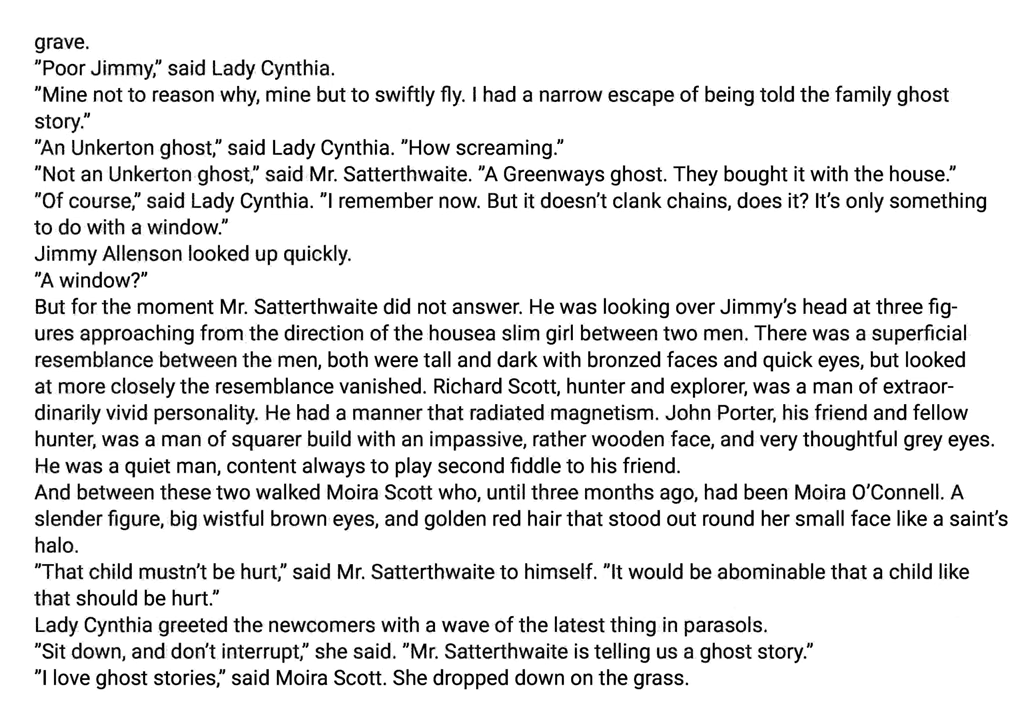 grave.
”Poor Jimmy,” said Lady Cynthia.
”Mine not to reason why, mine but to swiftly fly. I had a narrow escape of being told the family ghost
story.”
”An Unkerton ghost,” said Lady Cynthia. ”How screaming.”
”Not an Unkerton ghost,” said Mr. Satterthwaite. ”A Greenways ghost. They bought it with the house.”
”Of course,” said Lady Cynthia. ”I remember now. But it doesn’t clank chains, does it? It’s only something
to do with a window.”
Jimmy Allenson looked up quickly.
”A window?”
But for the moment Mr. Satterthwaite did not answer. He was looking over Jimmy’s head at three fig-
ures approaching from the direction of the housea slim girl between two men. There was a superficial
resemblance between the men, both were tall and dark with bronzed faces and quick eyes, but looked
at more closely the resemblance vanished. Richard Scott, hunter and explorer, was a man of extraor-
dinarily vivid personality. He had a manner that radiated magnetism. John Porter, his friend and fellow
hunter, was a man of squarer build with an impassive, rather wooden face, and very thoughtful grey eyes.
He was a quiet man, content always to play second fiddle to his friend.
And between these two walked Moira Scott who, until three months ago, had been Moira O’Connell. A
slender figure, big wistful brown eyes, and golden red hair that stood out round her small face like a saint’s
halo.
”That child mustn’t be hurt,” said Mr. Satterthwaite to himself. ”It would be abominable that a child like
that should be hurt.”
Lady Cynthia greeted the newcomers with a wave of the latest thing in parasols.
”Sit down, and don’t interrupt,” she said. ”Mr. Satterthwaite is telling us a ghost story.”
”I love ghost stories,” said Moira Scott. She dropped down on the grass.